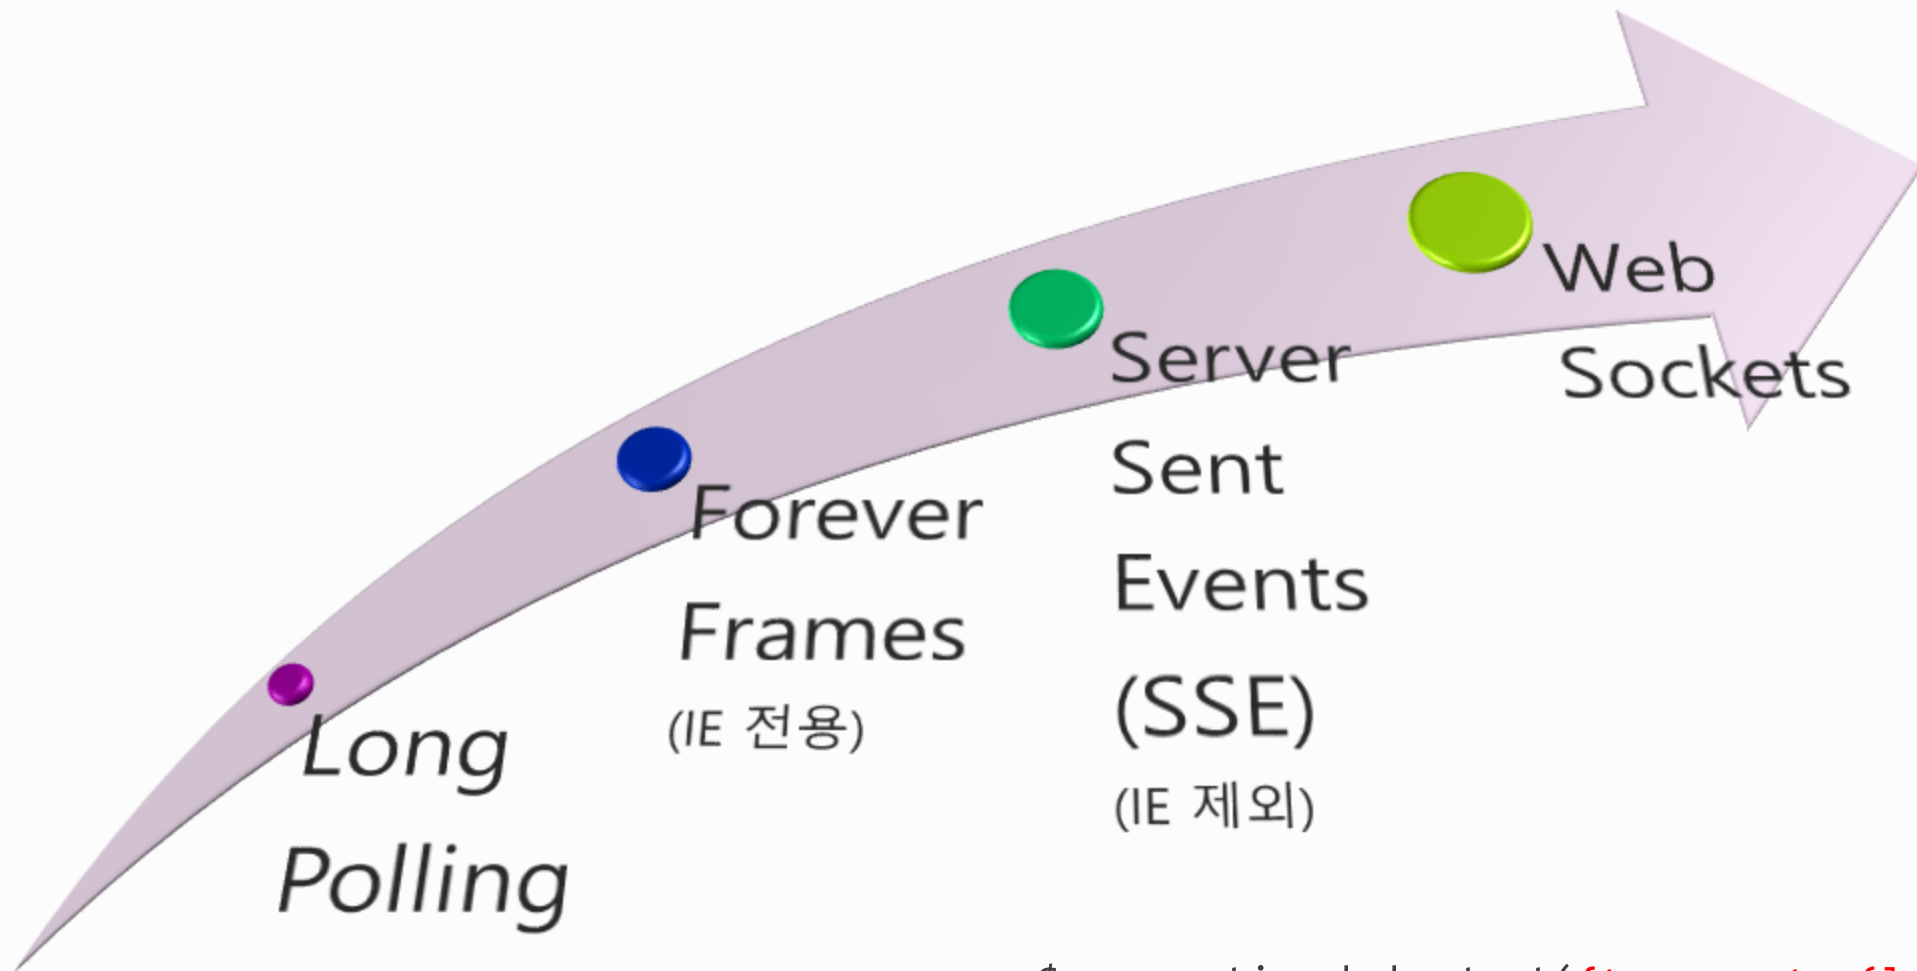 Long
Polling
Forever
Frames
(IE 전용)
Server
Sent
Events
(SSE)
(IE 제외)
Web
Sockets